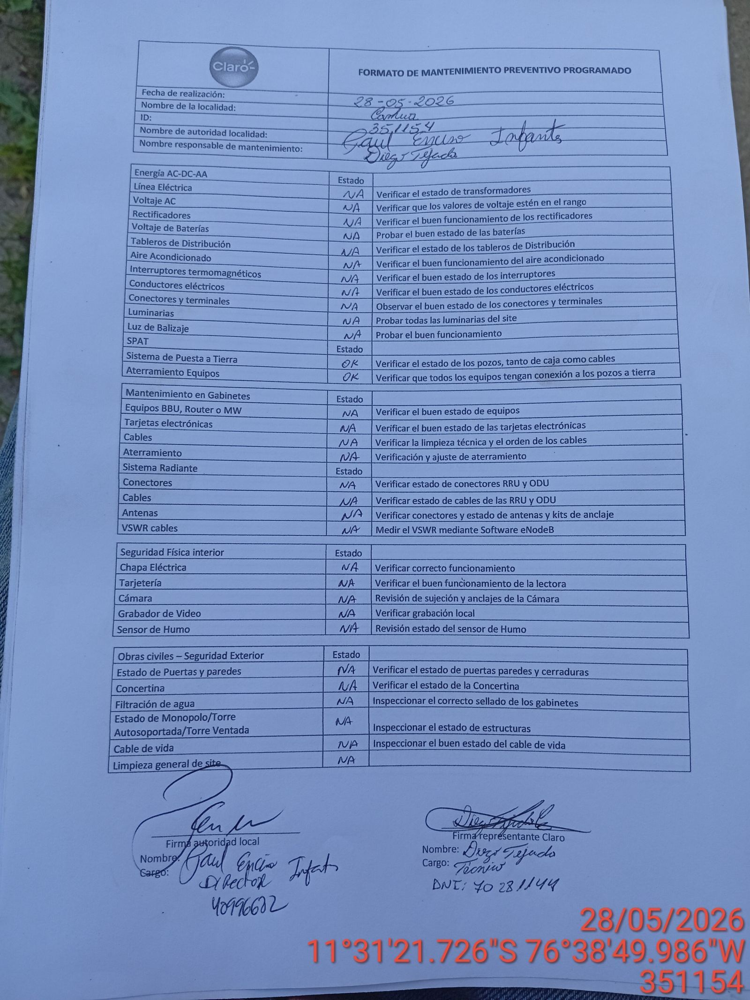 Claro-
FORMATO DE MANTENIMIENTO PREVENTIVO PROGRAMADO
Fecha de realización: 28-05-2026
Nombre de la localidad:
ID: 351154
Nombre de autoridad localidad: Enciso Infante
Nombre responsable de mantenimiento: Diego Tejada
Energía AC-DC-AA Estado
Línea Eléctrica NA Verificar el estado de transformadores
Voltaje AC NA Verificar que los valores de voltaje estén en el rango
Rectificadores NA Verificar el buen funcionamiento de los rectificadores
Voltaje de Baterías NA Probar el buen estado de las baterías
Tableros de Distribución NA Verificar el estado de los tableros de Distribución
Aire Acondicionado NA Verificar el buen funcionamiento del aire acondicionado
Interruptores termomagnéticos NA Verificar el buen estado de los interruptores
Conductores eléctricos NA Verificar el buen estado de los conductores eléctricos
Conectores y terminales NA Observar el buen estado de los conectores y terminales
Luminarias NA Probar todas las luminarias del site
Luz de Balizaje NA Probar el buen funcionamiento
SPAT Estado
Sistema de Puesta a Tierra OK Verificar el estado de los pozos, tanto de caja como cables
Aterramiento Equipos OK Verificar que todos los equipos tengan conexión a los pozos a tierra
Mantenimiento en Gabinetes Estado
Equipos BBU, Router o MW NA Verificar el buen estado de equipos
Tarjetas electrónicas NA Verificar el buen estado de las tarjetas electrónicas
Cables NA Verificar la limpieza técnica y el orden de los cables
Aterramiento NA Verificación y ajuste de aterramiento
Sistema Radiante Estado
Conectores NA Verificar estado de conectores RRU y ODU
Cables NA Verificar estado de cables de las RRU y ODU
Antenas NA Verificar conectores y estado de antenas y kits de anclaje
VSWR cables NA Medir el VSWR mediante Software eNodeB
Seguridad Física interior Estado
Chapa Eléctrica NA Verificar correcto funcionamiento
Tarjetería NA Verificar el buen funcionamiento de la lectora
Cámara NA Revisión de sujeción y anclajes de la Cámara
Grabador de Video NA Verificar grabación local
Sensor de Humo NA Revisión estado del sensor de Humo
Obras civiles – Seguridad Exterior Estado
Estado de Puertas y paredes NA Verificar el estado de puertas paredes y cerraduras
Concertina NA Verificar el estado de la Concertina
Filtración de agua NA Inspeccionar el correcto sellado de los gabinetes
Estado de Monopolo/Torre
Autosoportada/Torre Ventada NA Inspeccionar el estado de estructuras
Cable de vida NA Inspeccionar el buen estado del cable de vida
Limpieza general de site NA
Firma autoridad local
Nombre: Enciso Infante
Cargo: DIRECTOR
Firma representante Claro
Nombre: Diego Tejada
Cargo: Técnico
DNI: 70281144
28/05/2026
11°31'21.726"S 76°38'49.986"W
351154